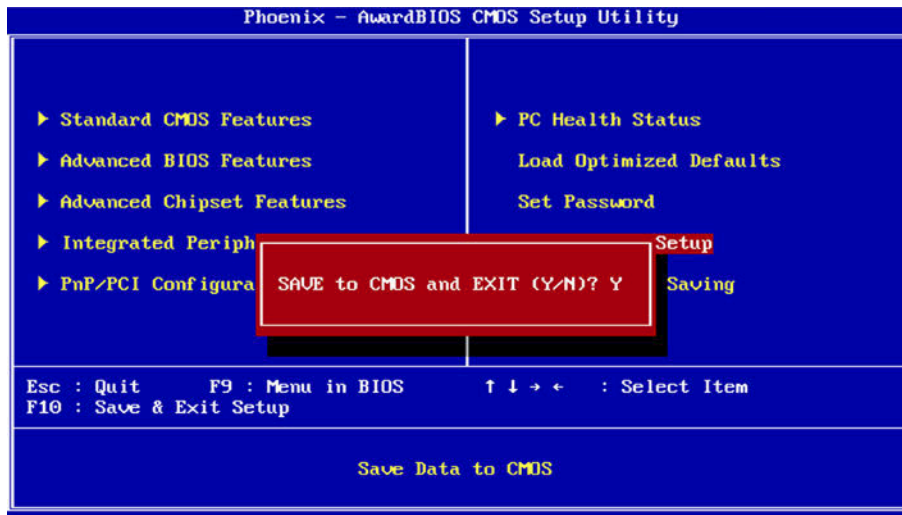 Phoenix - AwardBIOS CMOS Setup Utility
Standard CMOS Features
Advanced BIOS Features
Advanced Chipset Features
Integrated Periph
PnP/PCI Configura
PC Health Status
Load Optimized Defaults
Set Password
Setup
Saving
SAVE to CMOS and EXIT (Y/N)? Y
Esc : Quit F9 : Menu in BIOS ↑ ↓ → ← : Select Item
F10 : Save & Exit Setup
Save Data to CMOS